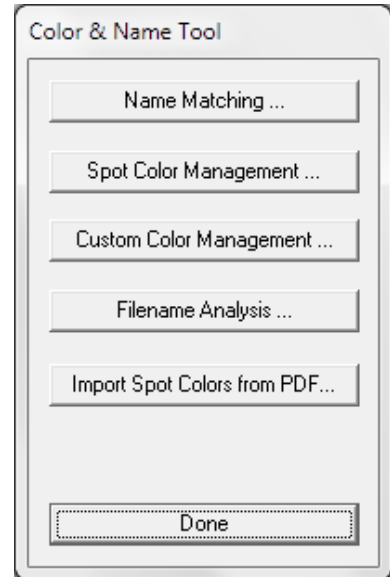 Color & Name Tool
Name Matching ...
Spot Color Management ...
Custom Color Management ...
Filename Analysis ...
Import Spot Colors from PDF...
Done